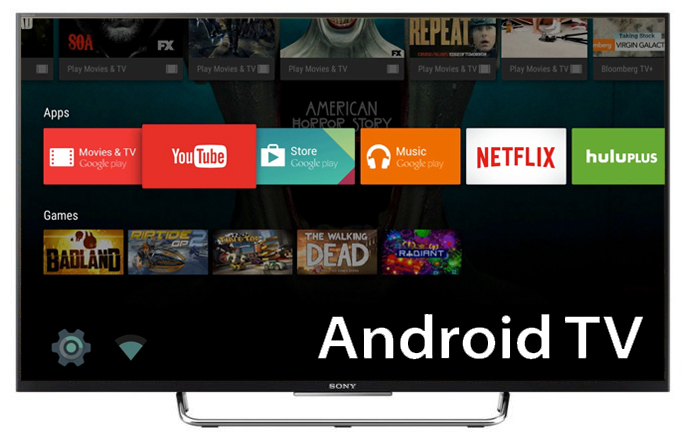 SOA
FX
FX
REPEAT
Taking Stock
VIRGIN GALACT
Play Movies & TV
Play Movies & TV
Play Movies & TV
Play Movies & TV
Play Movies & TV
Bloomberg TV+
AMERICAN
HORROR STORY
Apps
Movies & TV
Google play
YouTube
Store
Google play
Music
Google play
NETFLIX
huluPLUS
Games
BADLAND
RIPTIDE
GP2
THE WALKING
DEAD
RADIANT
Android TV
SONY